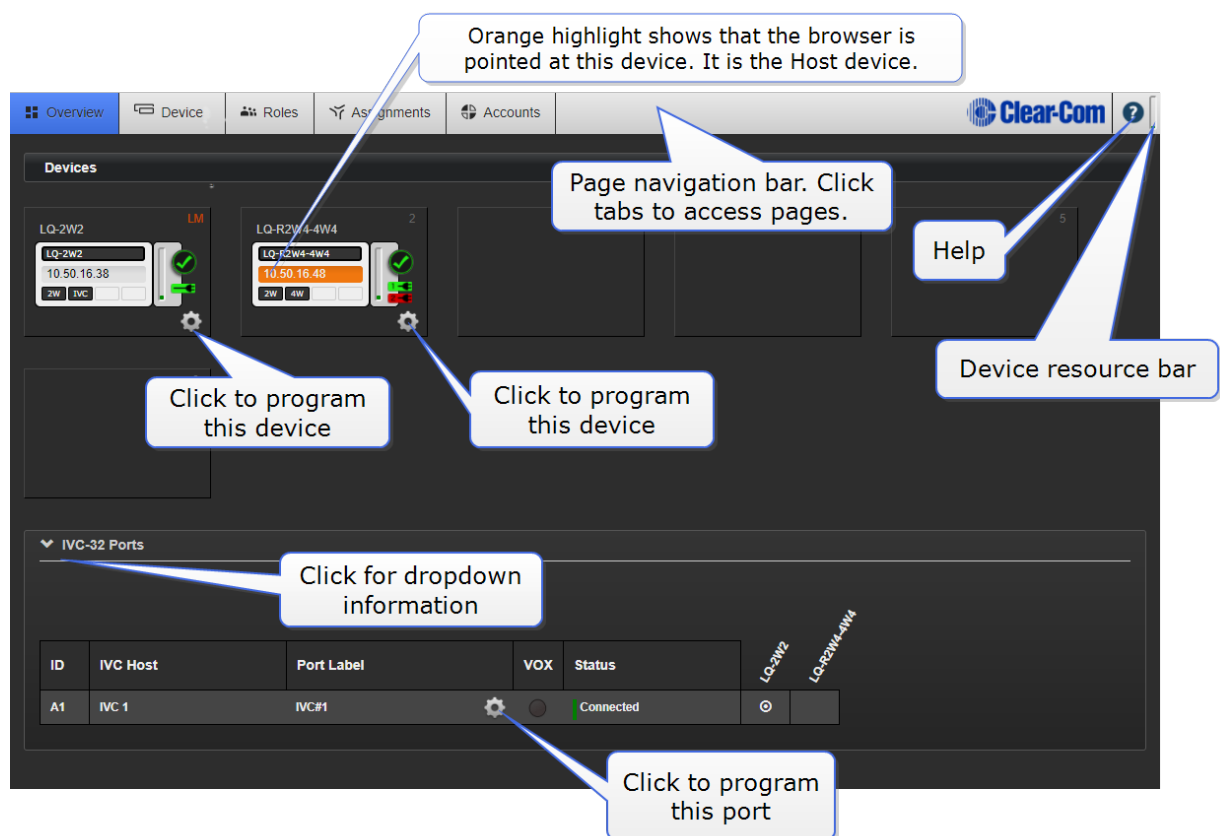 Orange highlight shows that the browser is
pointed at this device. It is the Host device.
Overview
Device
Roles
Assignments
Accounts
Clear-Com
?
Devices
Page navigation bar. Click
tabs to access pages.
LQ-2W2
LM
LQ-2W2
10.50.16.38
2W IVC
LQ-R2W4-4W4
2
LQ-R2W4-4W4
10.50.16.48
2W 4W
5
Help
Device resource bar
Click to program
this device
Click to program
this device
IVC-32 Ports
Click for dropdown
information
LQ-2W2
LQ-R2W4-4W4
ID IVC Host Port Label VOX Status
A1 IVC 1 IVC#1 Connected
Click to program
this port